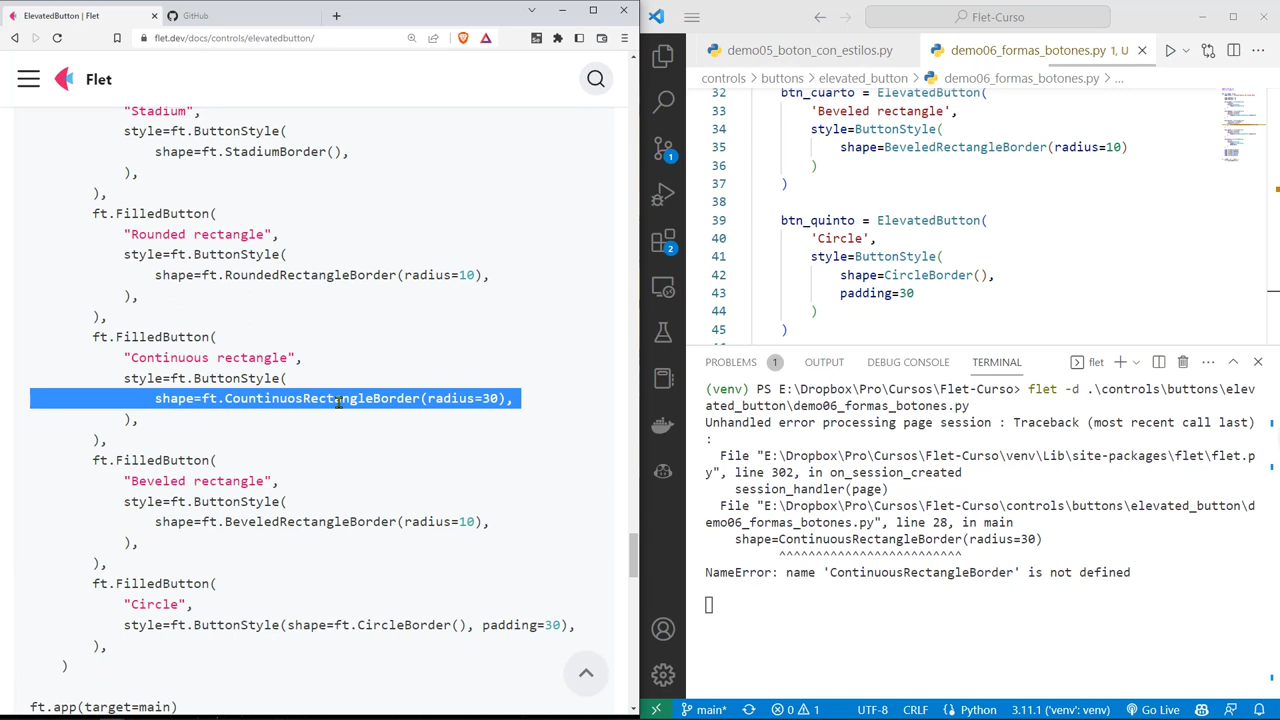 ElevatedButton | Flet
GitHub
flet.dev/docs/controls/elevatedbutton/
Flet
"Stadium",
style=ft.ButtonStyle(
shape=ft.StadiumBorder(),
),
),
ft.FilledButton(
"Rounded rectangle",
style=ft.ButtonStyle(
shape=ft.RoundedRectangleBorder(radius=10),
),
),
ft.FilledButton(
"Continuous rectangle",
style=ft.ButtonStyle(
shape=ft.CountinuosRectangleBorder(radius=30),
),
),
ft.FilledButton(
"Beveled rectangle",
style=ft.ButtonStyle(
shape=ft.BeveledRectangleBorder(radius=10),
),
),
ft.FilledButton(
"Circle",
style=ft.ButtonStyle(shape=ft.CircleBorder(), padding=30),
),
)
ft.app(target=main)
Flet-Curso
demo05_boton_con_estilos.py
demo06_formas_botones.py U
controls > buttons > elevated_button > demo06_formas_botones.py > ...
32 btn_cuarto = ElevatedButton(
33 'Beveled rectangle',
34 style=ButtonStyle(
35 shape=BeveledRectangleBorder(radius=10)
36 )
37 )
38
39 btn_quinto = ElevatedButton(
40 'Circle',
41 style=ButtonStyle(
42 shape=CircleBorder(),
43 padding=30
44 )
45 )
PROBLEMS 1 OUTPUT DEBUG CONSOLE TERMINAL flet
(venv) PS E:\Dropbox\Pro\Cursos\Flet-Curso> flet -d .\controls\buttons\elev
ated_button\demo06_formas_botones.py
Unhandled error processing page session : Traceback (most recent call last)
:
File "E:\Dropbox\Pro\Cursos\Flet-Curso\venv\Lib\site-packages\flet\flet.p
y", line 302, in on_session_created
session_handler(page)
File "E:\Dropbox\Pro\Cursos\Flet-Curso\controls\buttons\elevated_button\d
emo06_formas_botones.py", line 28, in main
shape=ContinuousRectangleBorder(radius=30)
^^^^^^^^^^^^^^^^^^^^^^^^^
NameError: name 'ContinuousRectangleBorder' is not defined
1
2
main* 0 1 UTF-8 CRLF Python 3.11.1 ('venv': venv) Go Live